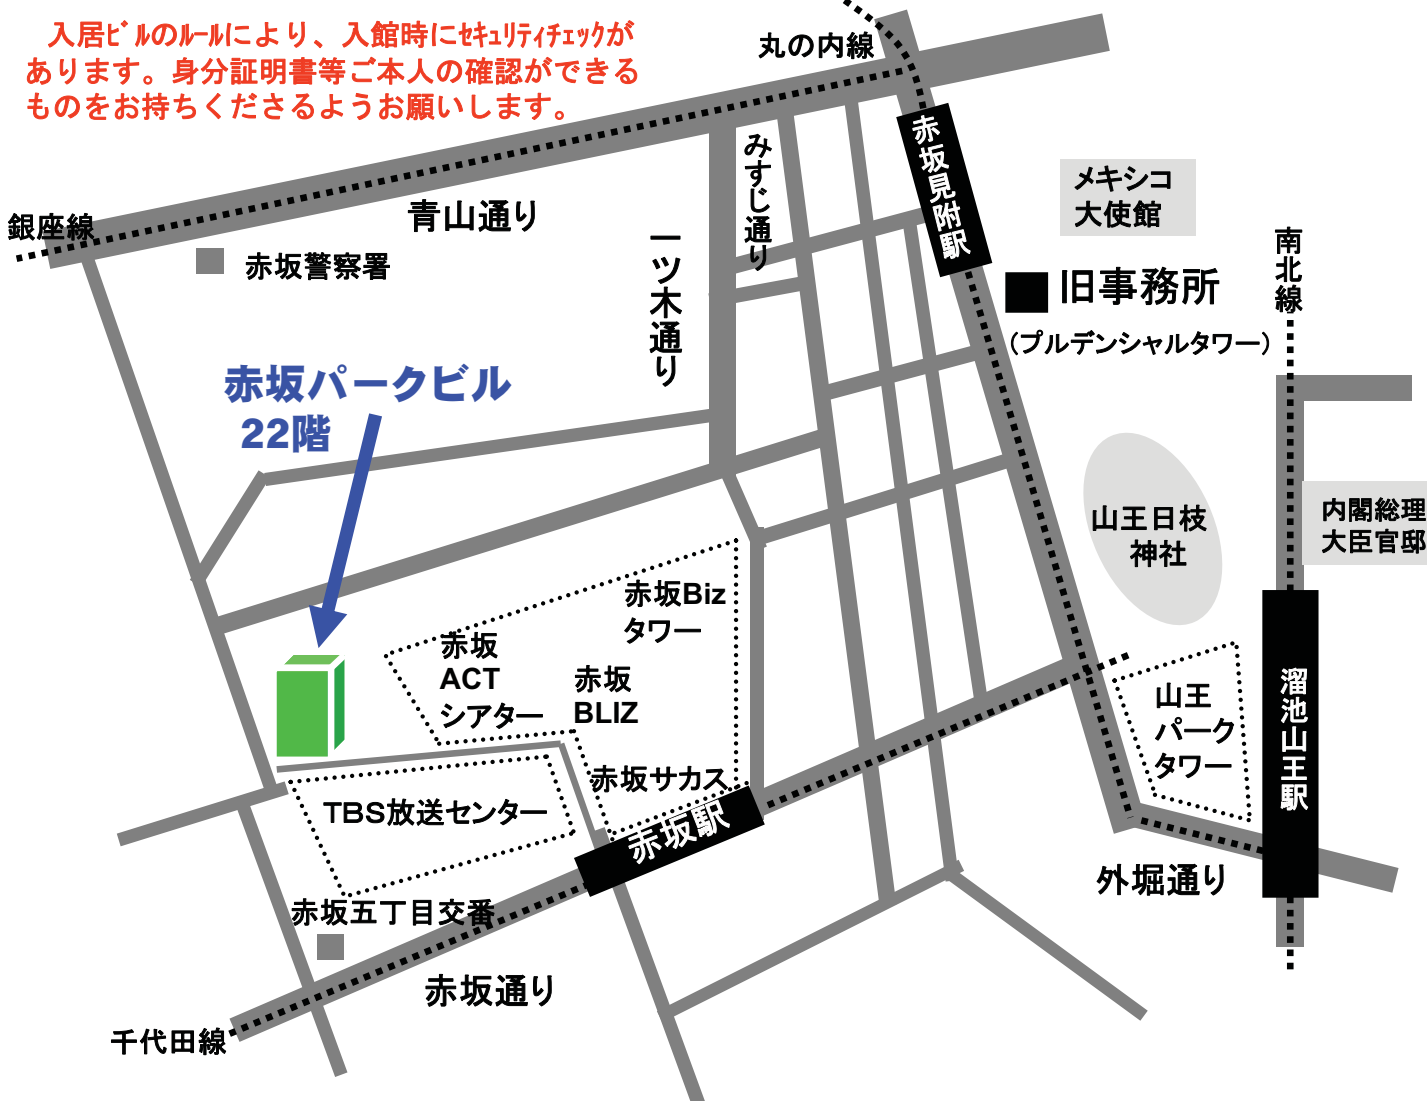 入居ﾋﾞﾙのﾙｰﾙにより、入館時にｾｷｭﾘﾃｨﾁｪｯｸが
あります。身分証明書等ご本人の確認ができる
ものをお持ちくださるようお願いします。
丸の内線
赤坂見附駅
みすじ通り
メキシコ
大使館
銀座線
青山通り
赤坂警察署
一ツ木通り
南北線
旧事務所
（プルデンシャルタワー）
赤坂パークビル
22階
山王日枝
神社
内閣総理
大臣官邸
赤坂Biz
タワー
赤坂
ACT
シアター
赤坂
BLIZ
赤坂サカス
TBS放送センター
赤坂駅
山王
パーク
タワー
溜池山王駅
外堀通り
赤坂五丁目交番
赤坂通り
千代田線